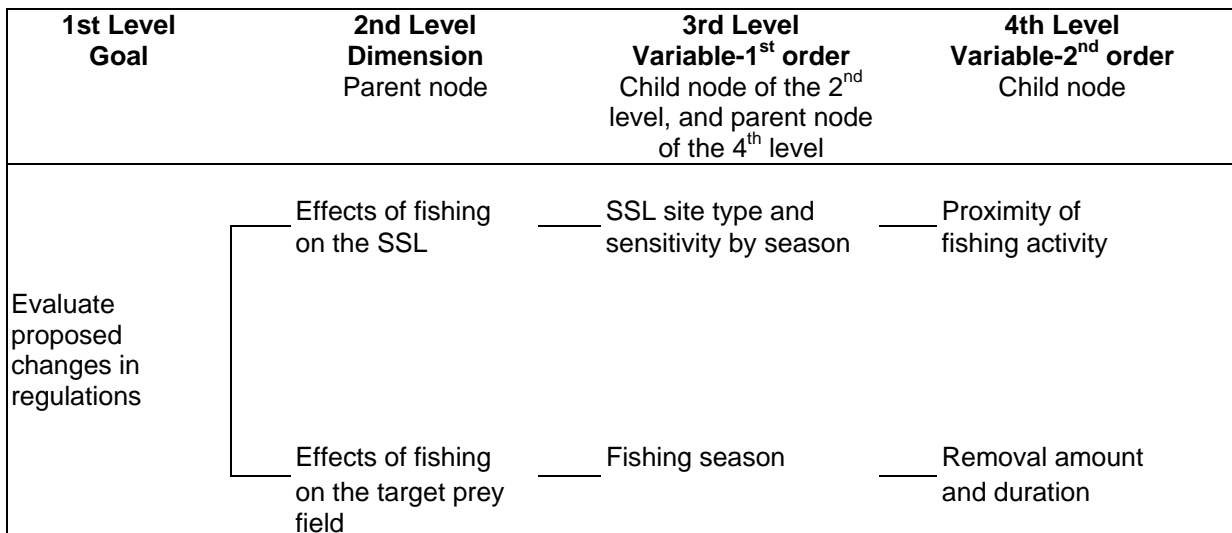 1st Level
Goal
2nd Level
Dimension
Parent node
3rd Level
Variable-1st order
Child node of the 2nd
level, and parent node
of the 4th level
4th Level
Variable-2nd order
Child node
Evaluate
proposed
changes in
regulations
Effects of fishing
on the SSL
SSL site type and
sensitivity by season
Proximity of
fishing activity
Effects of fishing
on the target prey
field
Fishing season
Removal amount
and duration